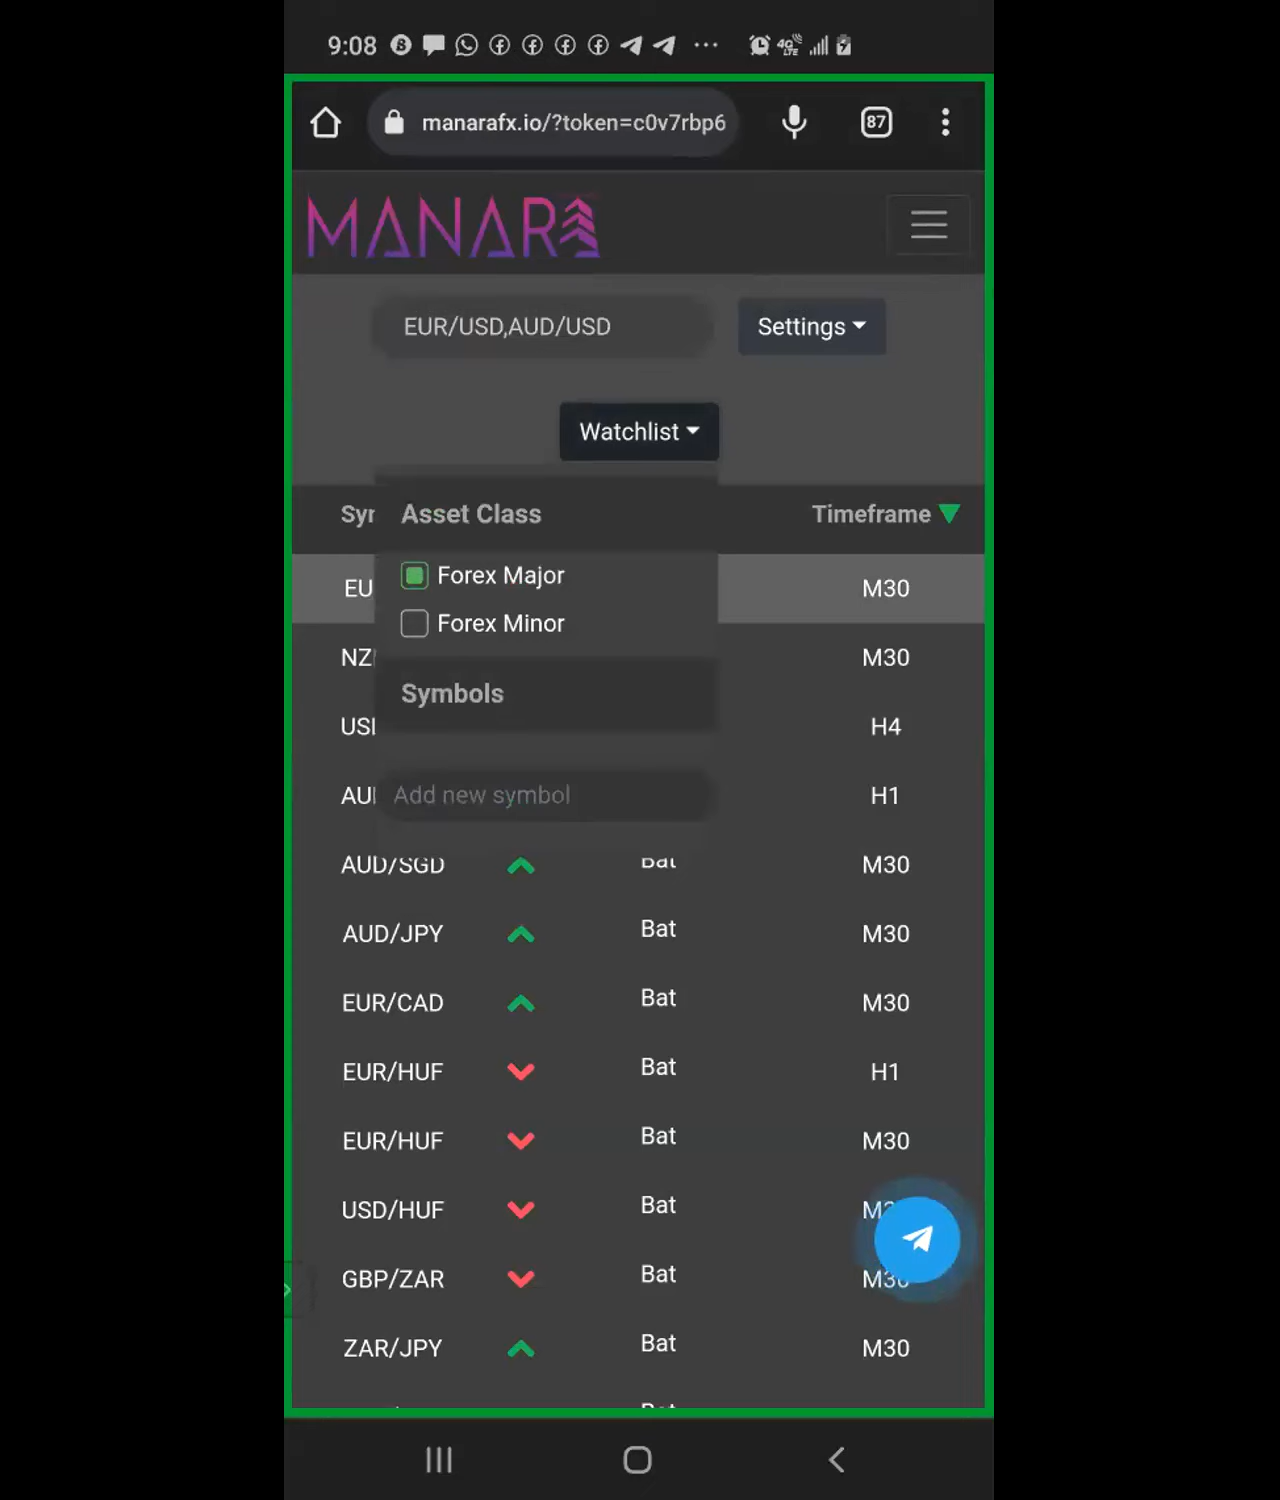 9:08
manarafx.io/?token=c0v7rbp6
87
MANARA
EUR/USD,AUD/USD
Settings
Watchlist
Asset Class
Timeframe
Forex Major
M30
Forex Minor
M30
Symbols
H4
Add new symbol
H1
AUD/SGD Bat M30
AUD/JPY Bat M30
EUR/CAD Bat M30
EUR/HUF Bat H1
EUR/HUF Bat M30
USD/HUF Bat
GBP/ZAR Bat M30
ZAR/JPY Bat M30